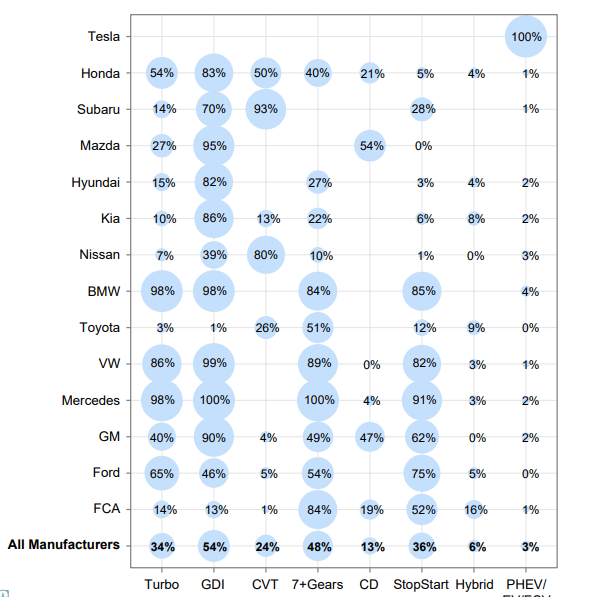 Tesla 100%
Honda 54% 83% 50% 40% 21% 5% 4% 1%
Subaru 14% 70% 93% 28% 1%
Mazda 27% 95% 54% 0%
Hyundai 15% 82% 27% 3% 4% 2%
Kia 10% 86% 13% 22% 6% 8% 2%
Nissan 7% 39% 80% 10% 1% 0% 3%
BMW 98% 98% 84% 85% 4%
Toyota 3% 1% 26% 51% 12% 9% 0%
VW 86% 99% 89% 0% 82% 3% 1%
Mercedes 98% 100% 100% 4% 91% 3% 2%
GM 40% 90% 4% 49% 47% 62% 0% 2%
Ford 65% 46% 5% 54% 75% 5% 0%
FCA 14% 13% 1% 84% 19% 52% 16% 1%
All Manufacturers 34% 54% 24% 48% 13% 36% 6% 3%
Turbo GDI CVT 7+Gears CD StopStart Hybrid PHEV/